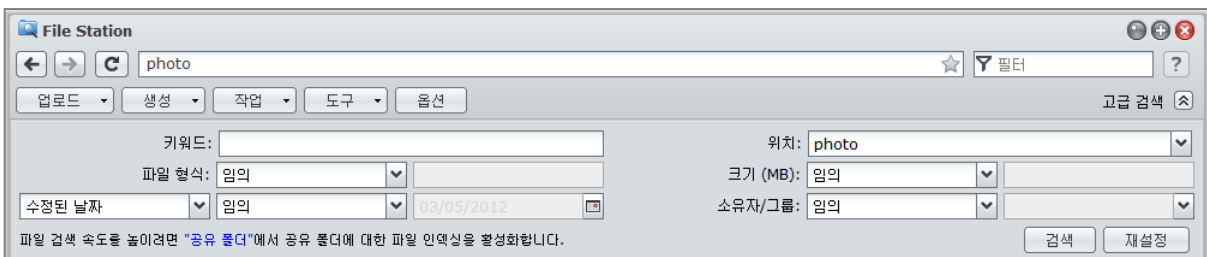 File Station
photo 필터 ?
업로드 생성 작업 도구 옵션 고급 검색
키워드: 위치: photo
파일 형식: 임의 크기 (MB): 임의
수정된 날짜 임의 03/05/2012 소유자/그룹: 임의
파일 검색 속도를 높이려면 "공유 폴더"에서 공유 폴더에 대한 파일 인덱싱을 활성화합니다. 검색 재설정